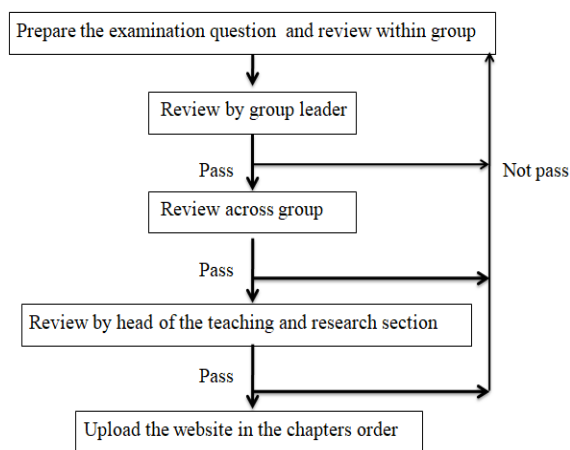 Prepare the examination question and review within group
Review by group leader
Pass
Not pass
Review across group
Pass
Review by head of the teaching and research section
Pass
Upload the website in the chapters order